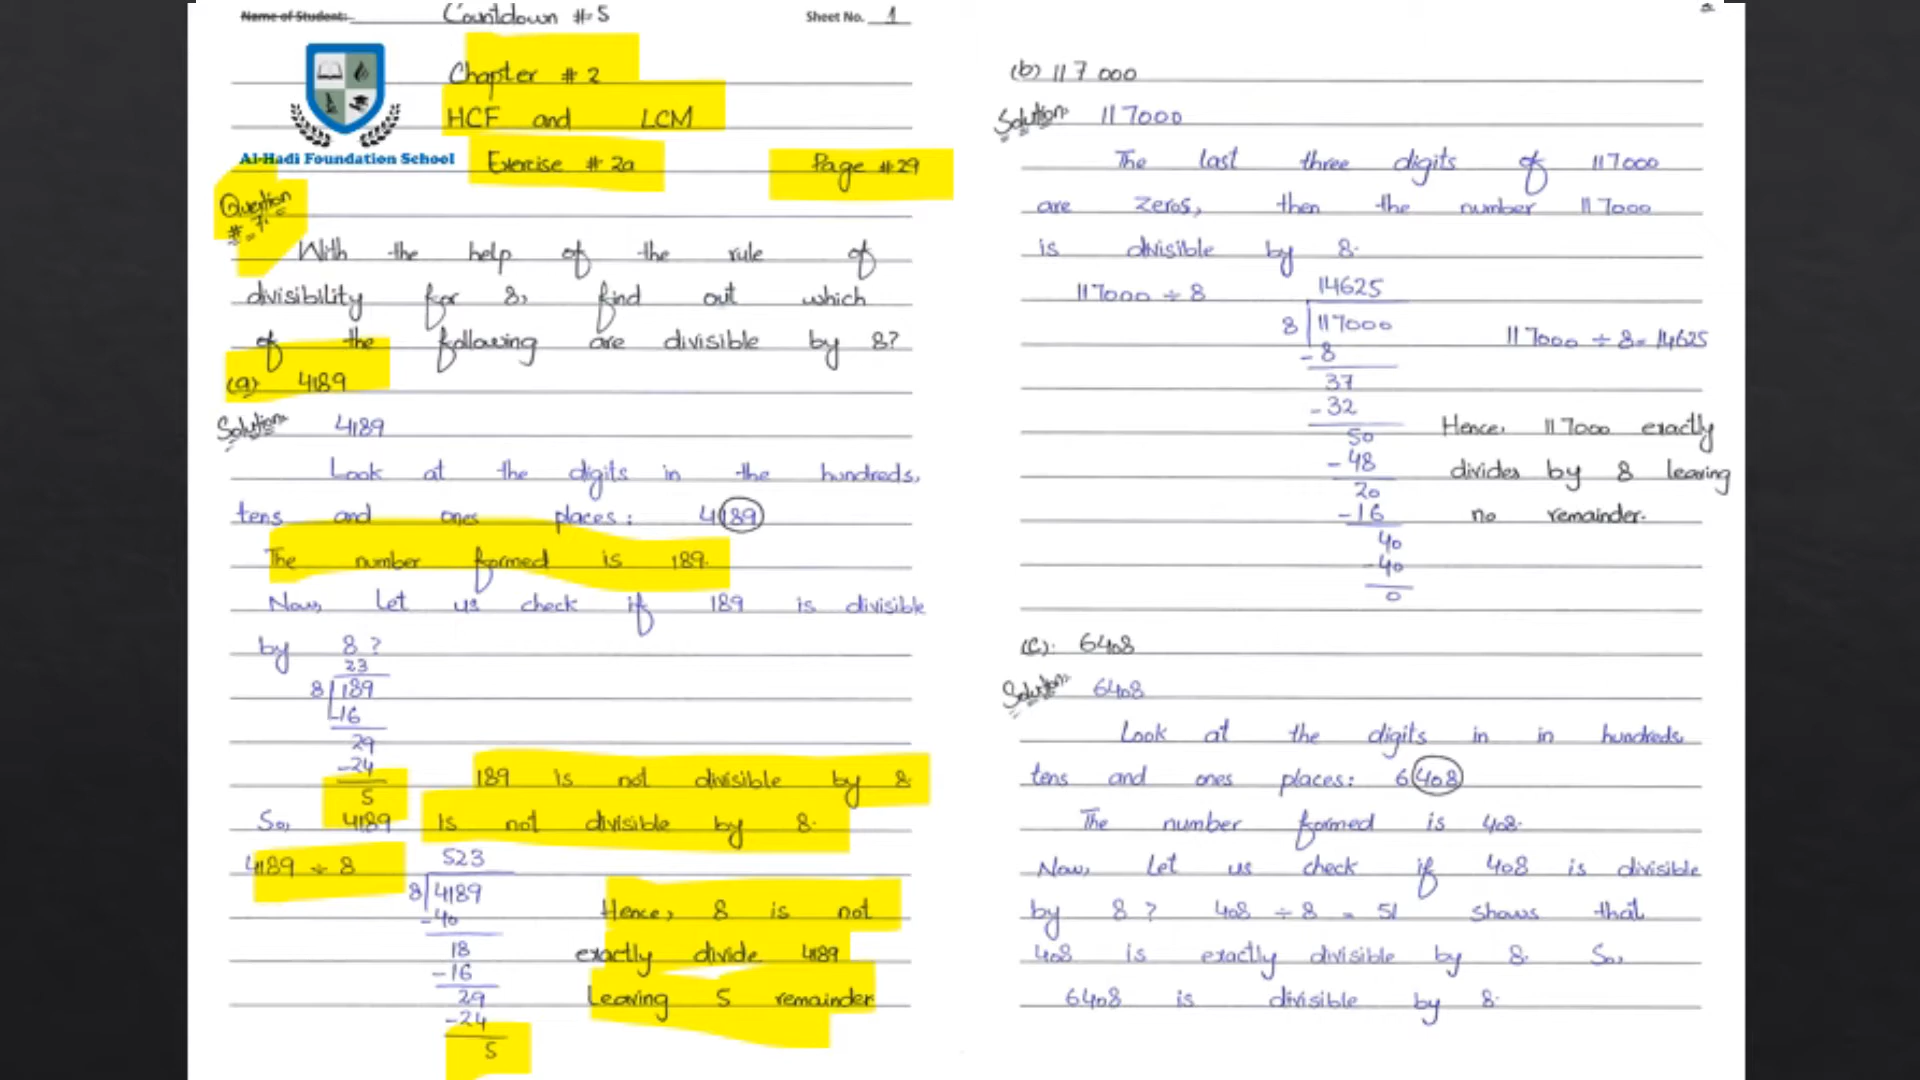 Name of Student: Countdown # 5 Sheet No. 1
Chapter # 2
HCF and LCM
Al-Hadi Foundation School
Exercise # 2a Page # 29
Question
# 7:
With the help of the rule of
divisibility for 8, find out which
of the following are divisible by 8?
(a) 4189
Solution: 4189
Look at the digits in the hundreds,
tens and ones places: 4189
The number formed is 189.
Now, let us check if 189 is divisible
by 8?
23
8 189
-16
29
-24
5
189 is not divisible by 8
So, 4189 is not divisible by 8.
4189 ÷ 8
523
8 4189
-40
18
-16
29
-24
5
Hence, 8 is not
exactly divide 4189
Leaving 5 remainder
(b) 117000
Solution: 117000
The last three digits of 117000
are zeros, then the number 117000
is divisible by 8.
117000 ÷ 8
14625
8 117000
-8
37
-32
50
-48
20
-16
40
-40
0
117000 ÷ 8 = 14625
Hence, 117000 exactly
divides by 8 leaving
no remainder.
(c): 6408
Solution: 6408
Look at the digits in in hundreds
tens and ones places: 6408
The number formed is 408.
Now, let us check if 408 is divisible
by 8? 408 ÷ 8 = 51 shows that
408 is exactly divisible by 8. So,
6408 is divisible by 8.